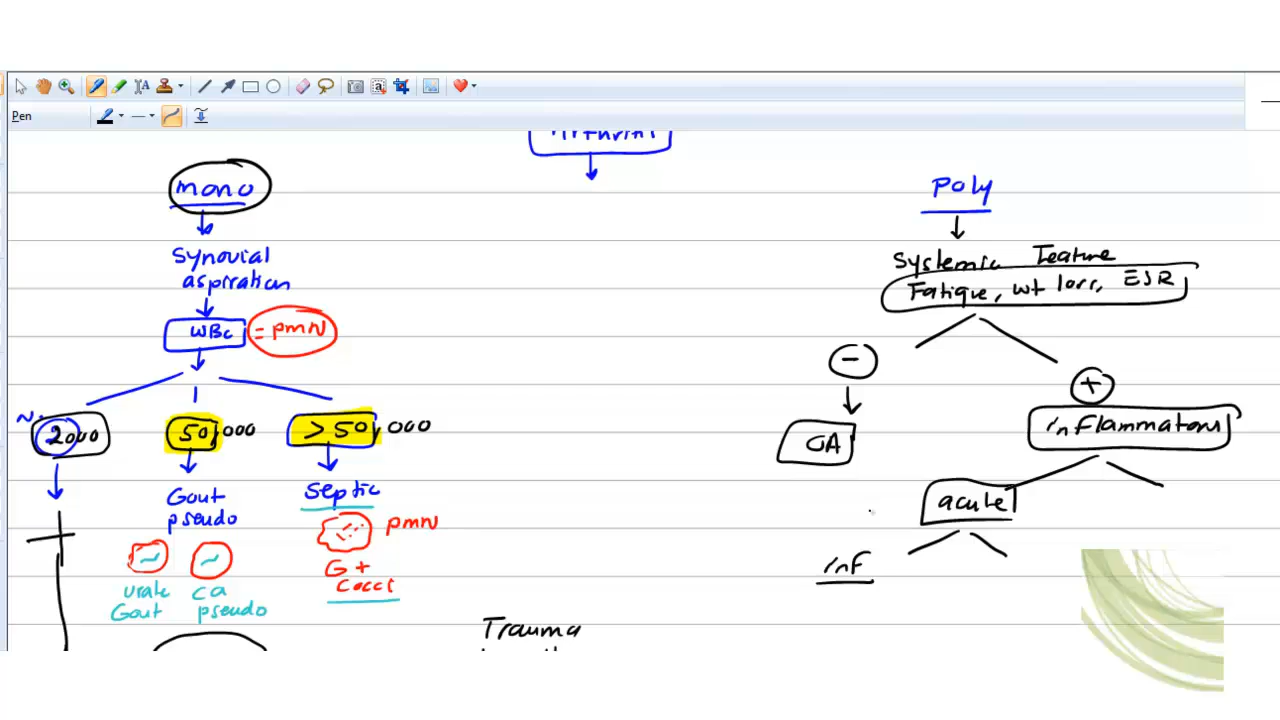 Pen
Arthrial
mono
Synovial
aspiration
WBC = PMN
N.
2000
50,000
> 50,000
Gout
pseudo
Septic
PMN
G +
Cocci
urate
Gout
Ca
pseudo
Trauma
Poly
Systemic Feature
Fatigue, wt loss, ESR
−
+
OA
inflammatory
acute
inf